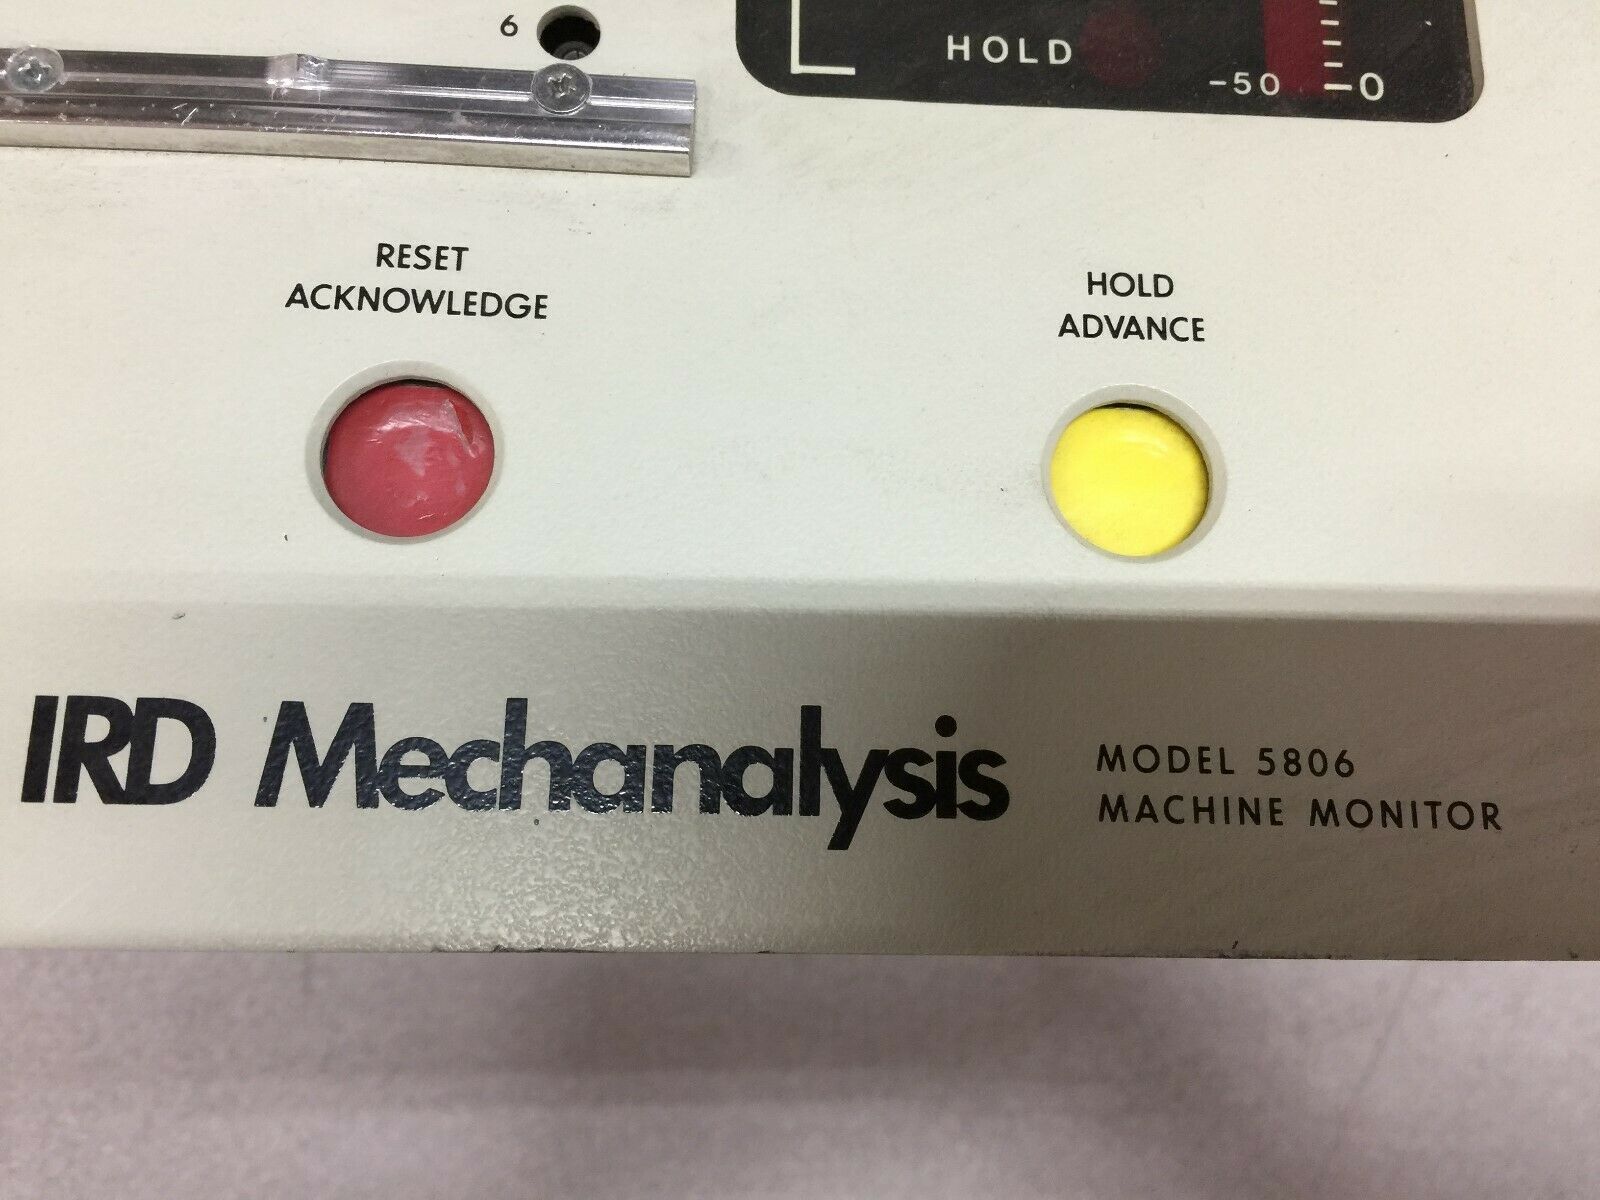 6
HOLD
-50
0
RESET
ACKNOWLEDGE
HOLD
ADVANCE
IRD Mechanalysis
MODEL 5806
MACHINE MONITOR